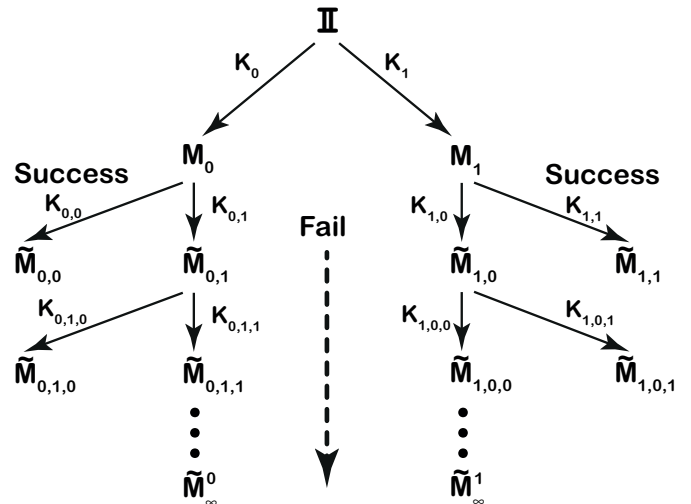 𝕀
K₀ K₁
M₀ M₁
Success Success
K₀,₀ K₀,₁ K₁,₀ K₁,₁
Fail
M̃₀,₀ M̃₀,₁ M̃₁,₀ M̃₁,₁
K₀,₁,₀ K₀,₁,₁ K₁,₀,₀ K₁,₀,₁
M̃₀,₁,₀ M̃₀,₁,₁ M̃₁,₀,₀ M̃₁,₀,₁
M̃⁰∞ M̃¹∞